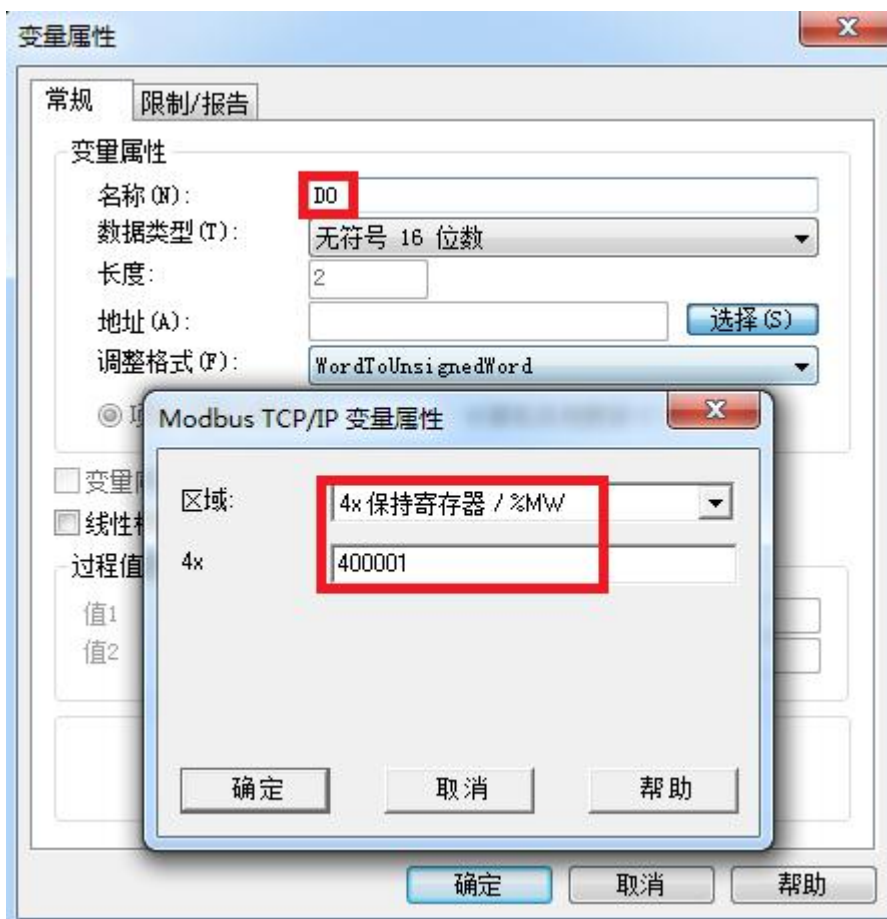 变量属性
常规 限制/报告
变量属性
名称(N): DO
数据类型(T): 无符号 16 位数
长度: 2
地址(A): 选择(S)
调整格式(F): WordToUnsignedWord
Modbus TCP/IP 变量属性
变量
区域: 4x 保持寄存器 / %MW
线性
4x 400001
过程值
值1
值2
确定 取消 帮助
确定 取消 帮助